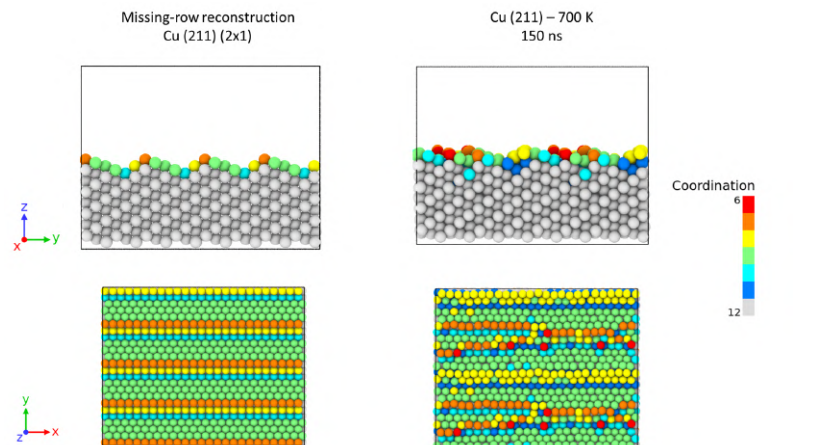 Missing-row reconstruction
Cu (211) (2x1)
Cu (211) – 700 K
150 ns
z
y
x
Coordination
6
12
y
z
x